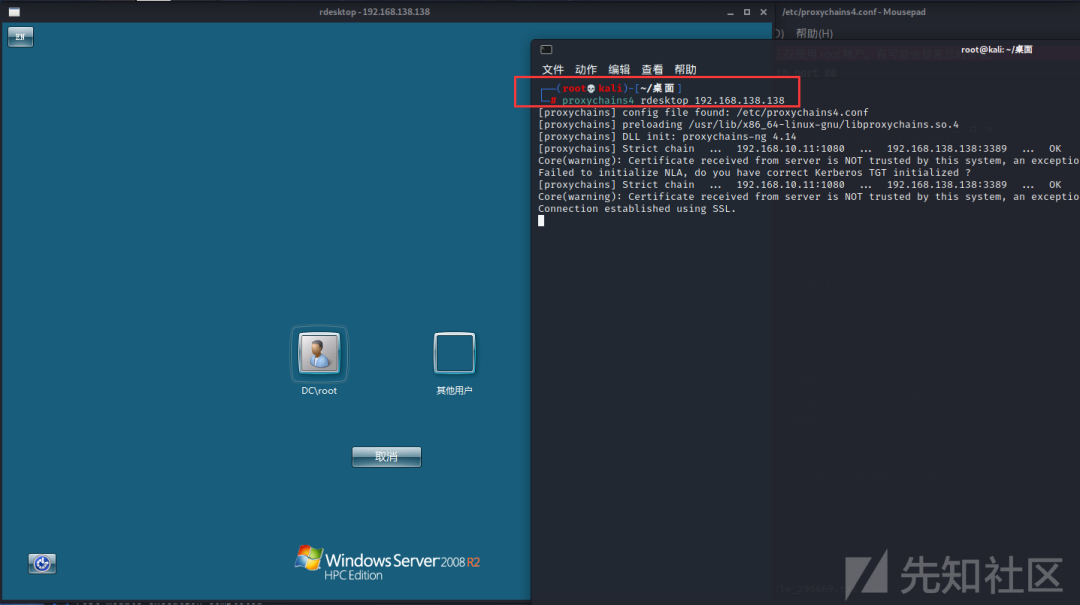 rdesktop - 192.168.138.138
EN
DC\root
其他用户
取消
Windows Server 2008 R2
HPC Edition
/etc/proxychains4.conf - Mousepad
帮助(H)
root@kali: ~/桌面
文件 动作 编辑 查看 帮助
┌──(root💀kali)-[~/桌面]
└─# proxychains4 rdesktop 192.168.138.138
[proxychains] config file found: /etc/proxychains4.conf
[proxychains] preloading /usr/lib/x86_64-linux-gnu/libproxychains.so.4
[proxychains] DLL init: proxychains-ng 4.14
[proxychains] Strict chain ... 192.168.10.11:1080 ... 192.168.138.138:3389 ... OK
Core(warning): Certificate received from server is NOT trusted by this system, an exceptio
Failed to initialize NLA, do you have correct Kerberos TGT initialized ?
[proxychains] Strict chain ... 192.168.10.11:1080 ... 192.168.138.138:3389 ... OK
Core(warning): Certificate received from server is NOT trusted by this system, an exceptio
Connection established using SSL.
先知社区